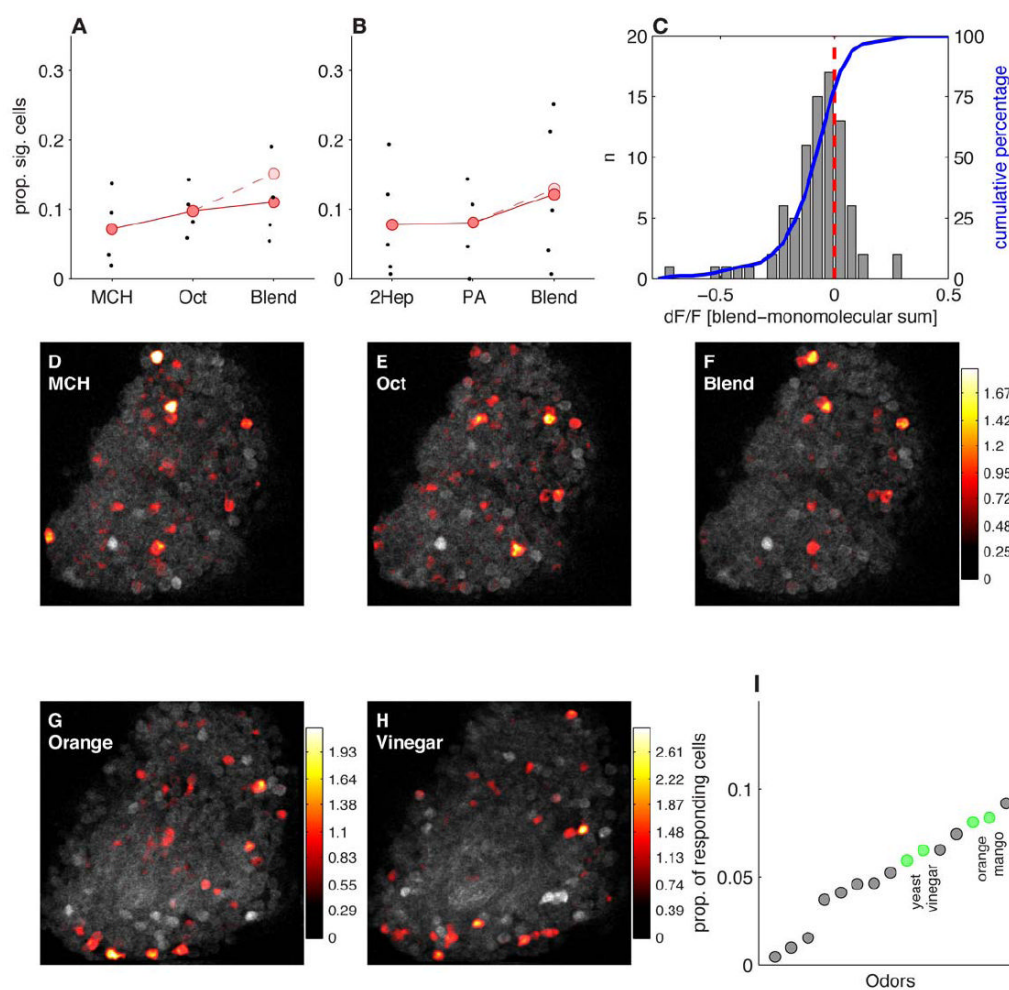 A
B
C
prop. sig. cells
0.3
0.2
0.1
0
MCH
Oct
Blend
0.3
0.2
0.1
0
2Hep
PA
Blend
n
20
15
10
5
0
−0.5
0
0.5
dF/F [blend−monomolecular sum]
100
75
50
25
0
cumulative percentage
D
MCH
E
Oct
F
Blend
1.67
1.42
1.2
0.95
0.72
0.48
0.25
0
G
Orange
1.93
1.64
1.38
1.1
0.83
0.55
0.29
0
H
Vinegar
2.61
2.22
1.87
1.48
1.13
0.74
0.39
0
I
prop. of responding cells
0.1
0.05
0
yeast
vinegar
orange
mango
Odors